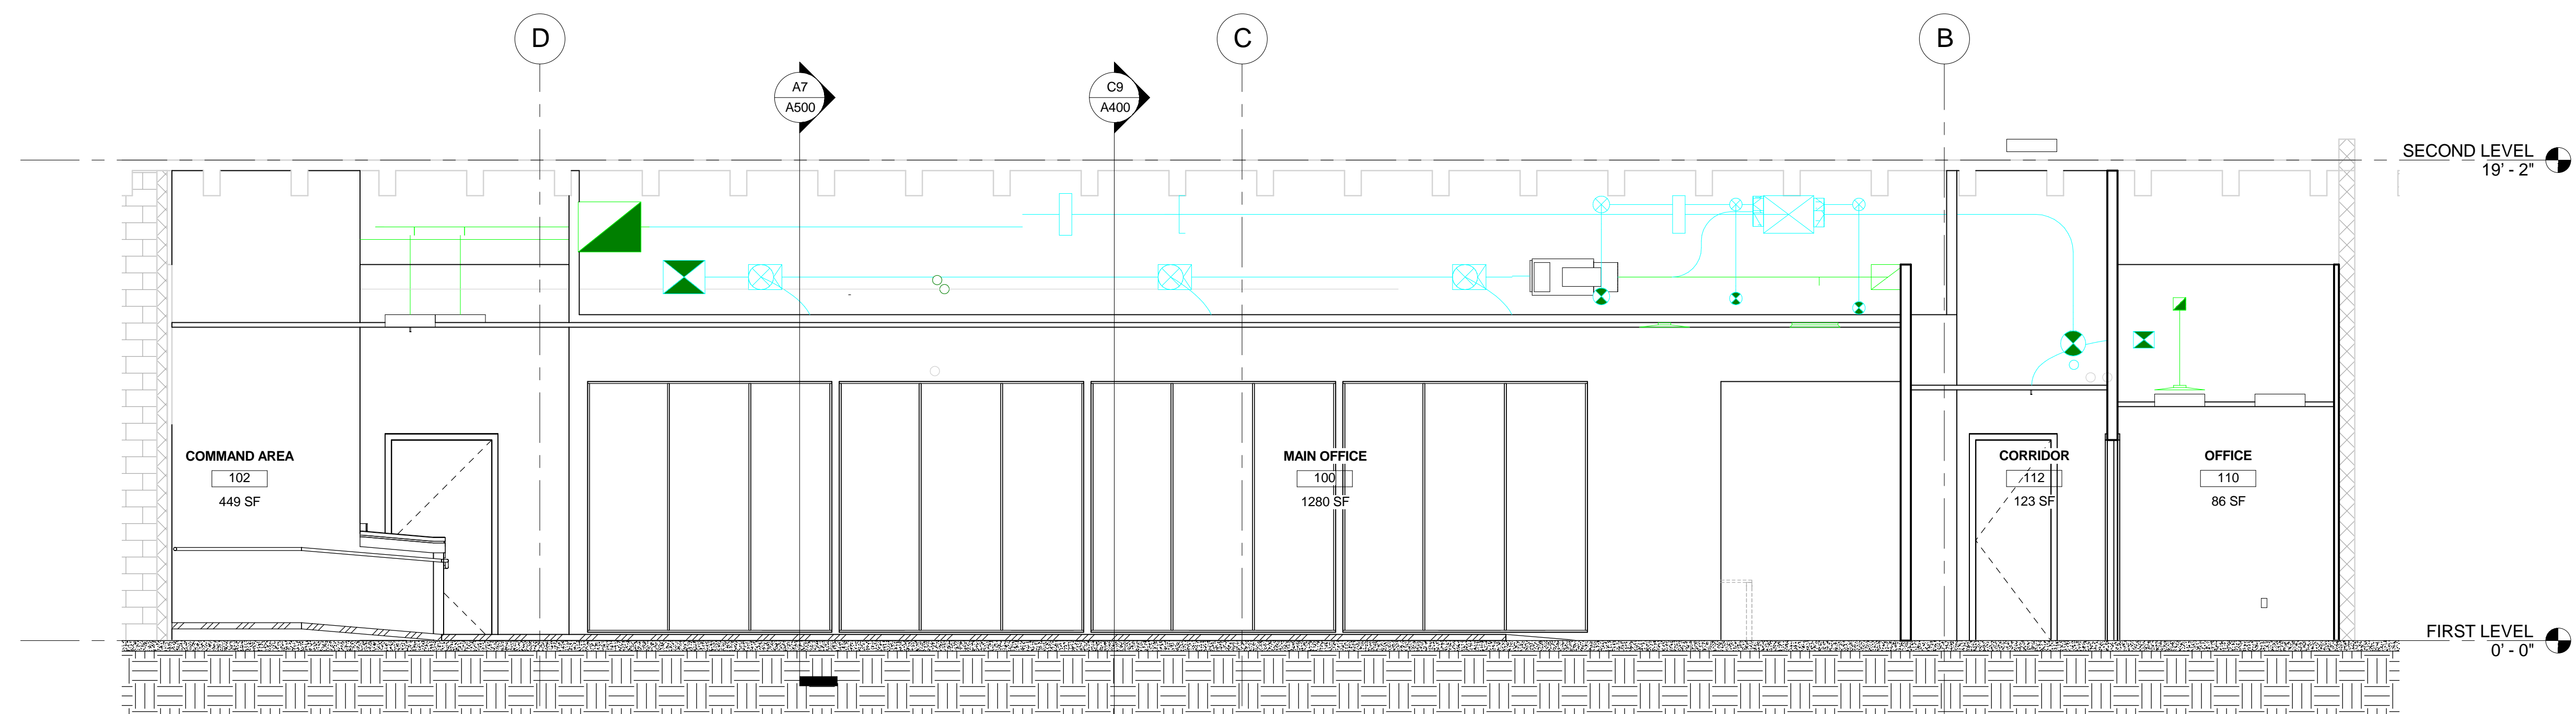 D
C
B
A7
A500
C9
A400
SECOND LEVEL
19' - 2"
COMMAND AREA
102
449 SF
MAIN OFFICE
100
1280 SF
CORRIDOR
112
123 SF
OFFICE
110
86 SF
FIRST LEVEL
0' - 0"